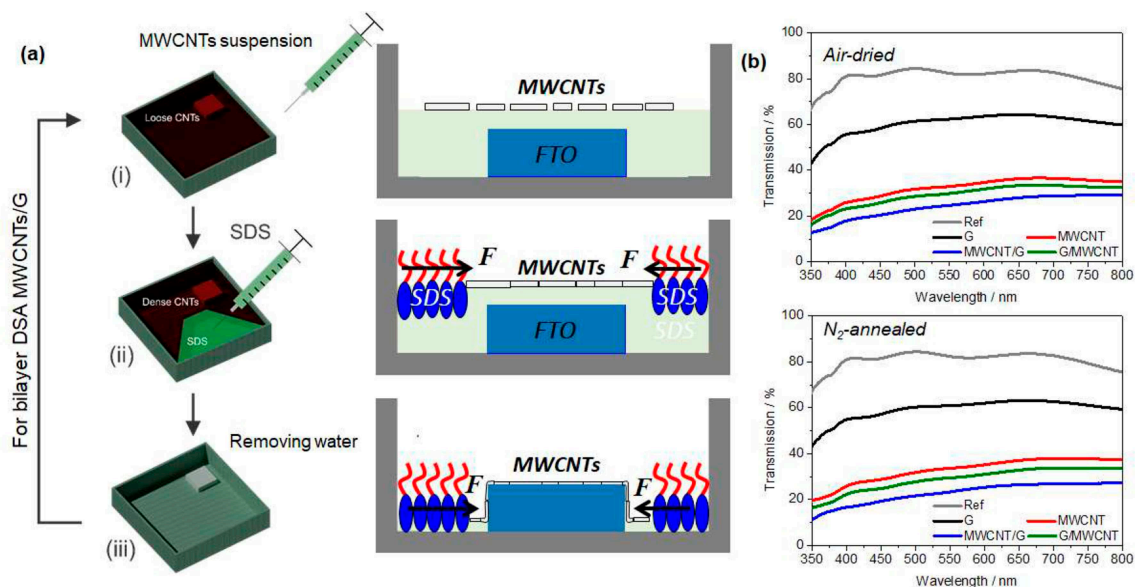 (a)
MWCNTs suspension
Loose CNTs
(i)
SDS
Dense CNTs
SDS
(ii)
Removing water
(iii)
For bilayer DSA MWCNTs/G
MWCNTs
FTO
F
MWCNTs
F
SDS
SDS
SDS
FTO
MWCNTs
F
F
(b)
Air-dried
Transmission / %
100
80
60
40
20
0
Ref
G
MWCNT
MWCNT/G
G/MWCNT
350 400 450 500 550 600 650 700 750 800
Wavelength / nm
N2-annealed
Transmission / %
100
80
60
40
20
0
Ref
G
MWCNT
MWCNT/G
G/MWCNT
350 400 450 500 550 600 650 700 750 800
Wavelength / nm